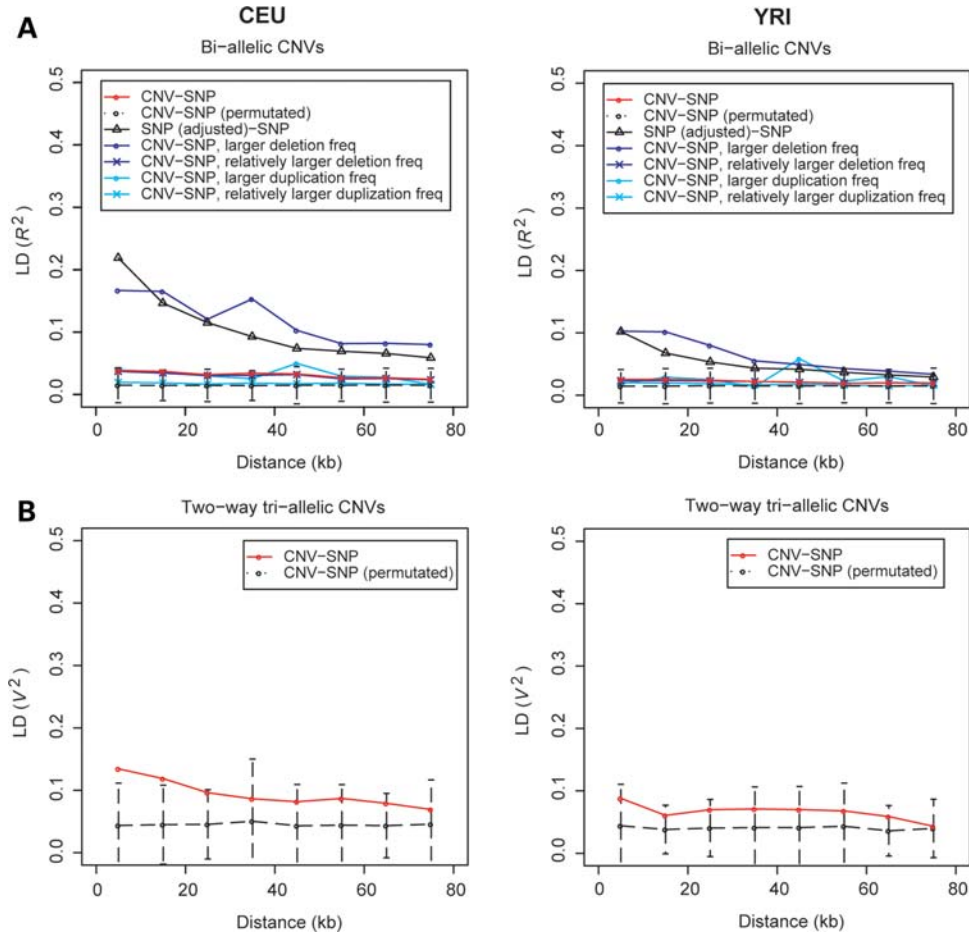 CEU
YRI
A
Bi-allelic CNVs
Bi-allelic CNVs
LD (R²)
0.5
0.4
0.3
0.2
0.1
0.0
CNV-SNP
CNV-SNP (permutated)
SNP (adjusted)-SNP
CNV-SNP, larger deletion freq
CNV-SNP, relatively larger deletion freq
CNV-SNP, larger duplication freq
CNV-SNP, relatively larger duplization freq
0 20 40 60 80
Distance (kb)
LD (R²)
0.5
0.4
0.3
0.2
0.1
0.0
CNV-SNP
CNV-SNP (permutated)
SNP (adjusted)-SNP
CNV-SNP, larger deletion freq
CNV-SNP, relatively larger deletion freq
CNV-SNP, larger duplication freq
CNV-SNP, relatively larger duplization freq
0 20 40 60 80
Distance (kb)
B
Two-way tri-allelic CNVs
Two-way tri-allelic CNVs
LD (V²)
0.5
0.4
0.3
0.2
0.1
0.0
CNV-SNP
CNV-SNP (permutated)
0 20 40 60 80
Distance (kb)
LD (V²)
0.5
0.4
0.3
0.2
0.1
0.0
CNV-SNP
CNV-SNP (permutated)
0 20 40 60 80
Distance (kb)